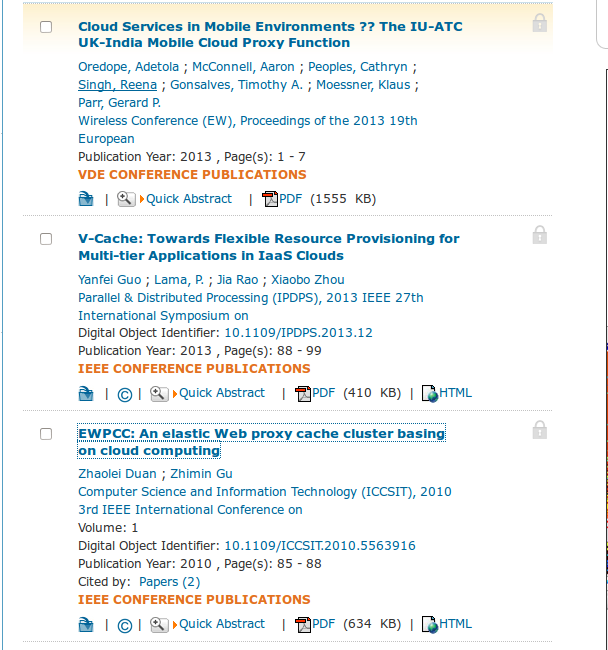 Cloud Services in Mobile Environments ?? The IU-ATC
UK-India Mobile Cloud Proxy Function
Oredope, Adetola ; McConnell, Aaron ; Peoples, Cathryn ;
Singh, Reena ; Gonsalves, Timothy A. ; Moessner, Klaus ;
Parr, Gerard P.
Wireless Conference (EW), Proceedings of the 2013 19th
European
Publication Year: 2013 , Page(s): 1 - 7
VDE CONFERENCE PUBLICATIONS
| Quick Abstract | PDF (1555 KB)
V-Cache: Towards Flexible Resource Provisioning for
Multi-tier Applications in IaaS Clouds
Yanfei Guo ; Lama, P. ; Jia Rao ; Xiaobo Zhou
Parallel & Distributed Processing (IPDPS), 2013 IEEE 27th
International Symposium on
Digital Object Identifier: 10.1109/IPDPS.2013.12
Publication Year: 2013 , Page(s): 88 - 99
IEEE CONFERENCE PUBLICATIONS
| © | Quick Abstract | PDF (410 KB) | HTML
EWPCC: An elastic Web proxy cache cluster basing
on cloud computing
Zhaolei Duan ; Zhimin Gu
Computer Science and Information Technology (ICCSIT), 2010
3rd IEEE International Conference on
Volume: 1
Digital Object Identifier: 10.1109/ICCSIT.2010.5563916
Publication Year: 2010 , Page(s): 85 - 88
Cited by: Papers (2)
IEEE CONFERENCE PUBLICATIONS
| © | Quick Abstract | PDF (634 KB) | HTML